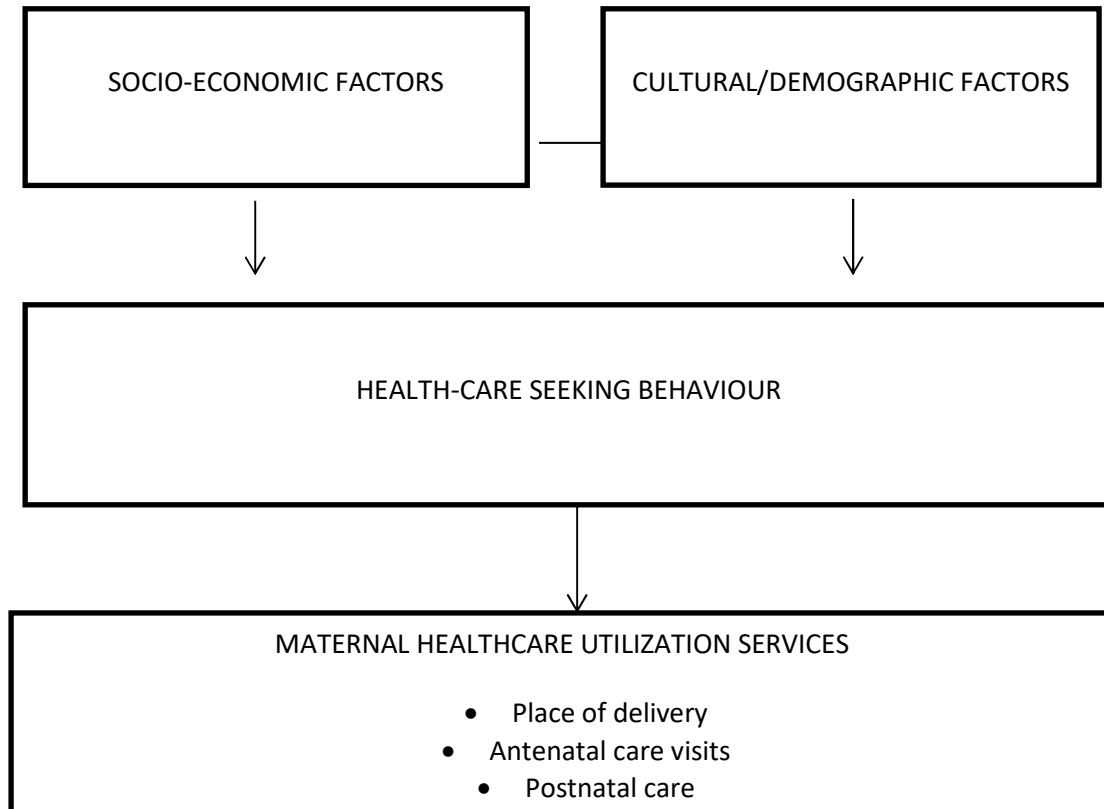 SOCIO-ECONOMIC FACTORS
CULTURAL/DEMOGRAPHIC FACTORS
HEALTH-CARE SEEKING BEHAVIOUR
MATERNAL HEALTHCARE UTILIZATION SERVICES
• Place of delivery
• Antenatal care visits
• Postnatal care